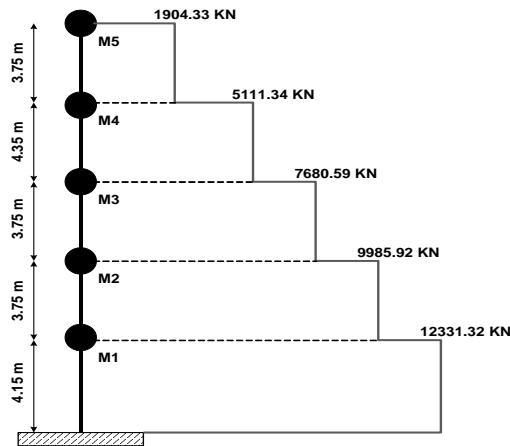 1904.33 KN
M5
3.75 m
5111.34 KN
M4
4.35 m
7680.59 KN
M3
3.75 m
9985.92 KN
M2
3.75 m
12331.32 KN
M1
4.15 m